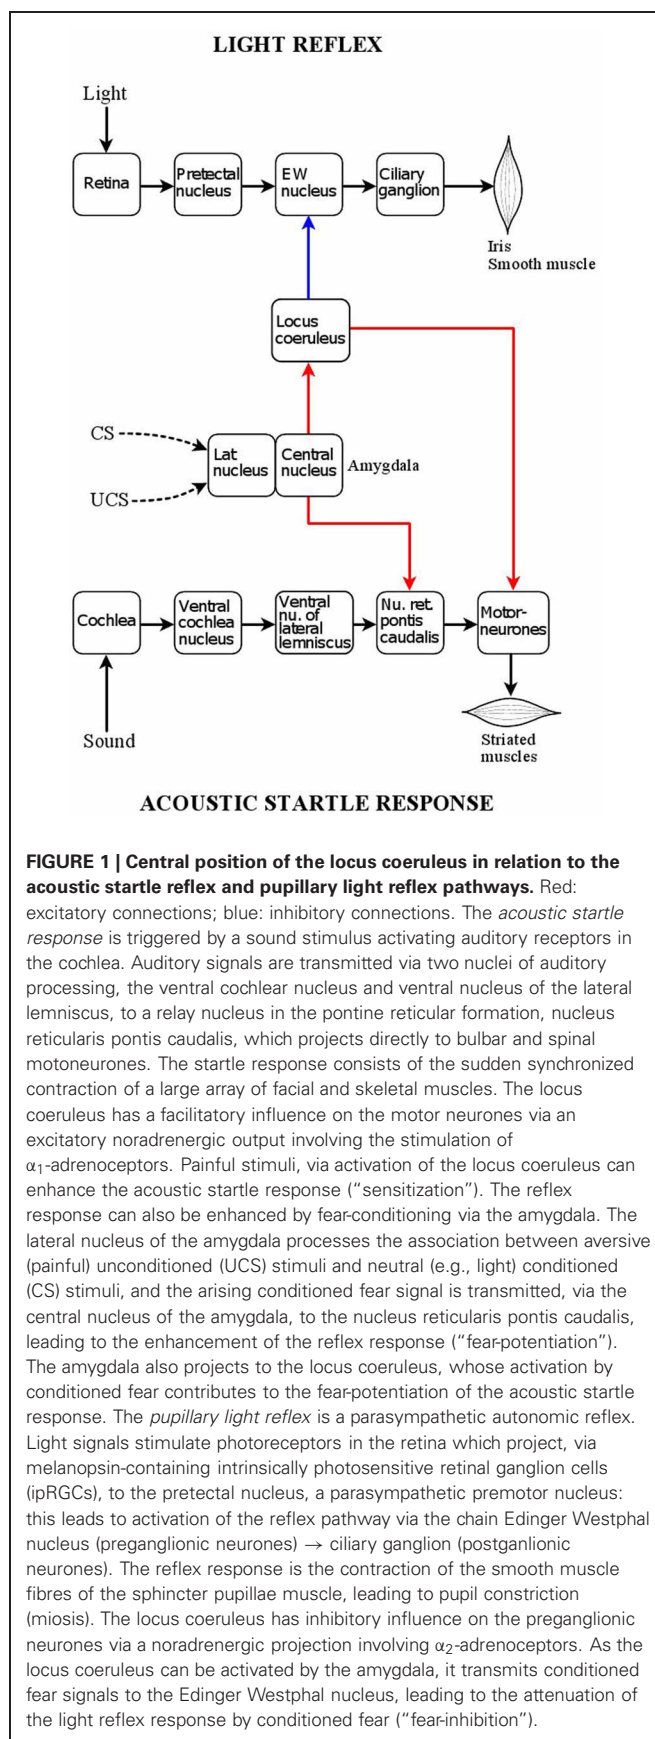 LIGHT REFLEX
Light
Retina
Pretectal
nucleus
EW
nucleus
Ciliary
ganglion
Iris
Smooth muscle
Locus
coeruleus
CS
UCS
Lat
nucleus
Central
nucleus
Amygdala
Cochlea
Ventral
cochlea
nucleus
Ventral
nu. of
lateral
lemniscus
Nu. ret.
pontis
caudalis
Motor-
neurones
Sound
Striated
muscles
ACOUSTIC STARTLE RESPONSE
FIGURE 1 | Central position of the locus coeruleus in relation to the
acoustic startle reflex and pupillary light reflex pathways. Red:
excitatory connections; blue: inhibitory connections. The acoustic startle
response is triggered by a sound stimulus activating auditory receptors in
the cochlea. Auditory signals are transmitted via two nuclei of auditory
processing, the ventral cochlear nucleus and ventral nucleus of the lateral
lemniscus, to a relay nucleus in the pontine reticular formation, nucleus
reticularis pontis caudalis, which projects directly to bulbar and spinal
motoneurones. The startle response consists of the sudden synchronized
contraction of a large array of facial and skeletal muscles. The locus
coeruleus has a facilitatory influence on the motor neurones via an
excitatory noradrenergic output involving the stimulation of
α1-adrenoceptors. Painful stimuli, via activation of the locus coeruleus can
enhance the acoustic startle response (“sensitization”). The reflex
response can also be enhanced by fear-conditioning via the amygdala. The
lateral nucleus of the amygdala processes the association between aversive
(painful) unconditioned (UCS) stimuli and neutral (e.g., light) conditioned
(CS) stimuli, and the arising conditioned fear signal is transmitted, via the
central nucleus of the amygdala, to the nucleus reticularis pontis caudalis,
leading to the enhancement of the reflex response (“fear-potentiation”).
The amygdala also projects to the locus coeruleus, whose activation by
conditioned fear contributes to the fear-potentiation of the acoustic startle
response. The pupillary light reflex is a parasympathetic autonomic reflex.
Light signals stimulate photoreceptors in the retina which project, via
melanopsin-containing intrinsically photosensitive retinal ganglion cells
(ipRGCs), to the pretectal nucleus, a parasympathetic premotor nucleus:
this leads to activation of the reflex pathway via the chain Edinger Westphal
nucleus (preganglionic neurones) → ciliary ganglion (postganlionic
neurones). The reflex response is the contraction of the smooth muscle
fibres of the sphincter pupillae muscle, leading to pupil constriction
(miosis). The locus coeruleus has inhibitory influence on the preganglionic
neurones via a noradrenergic projection involving α2-adrenoceptors. As the
locus coeruleus can be activated by the amygdala, it transmits conditioned
fear signals to the Edinger Westphal nucleus, leading to the attenuation of
the light reflex response by conditioned fear (“fear-inhibition”).